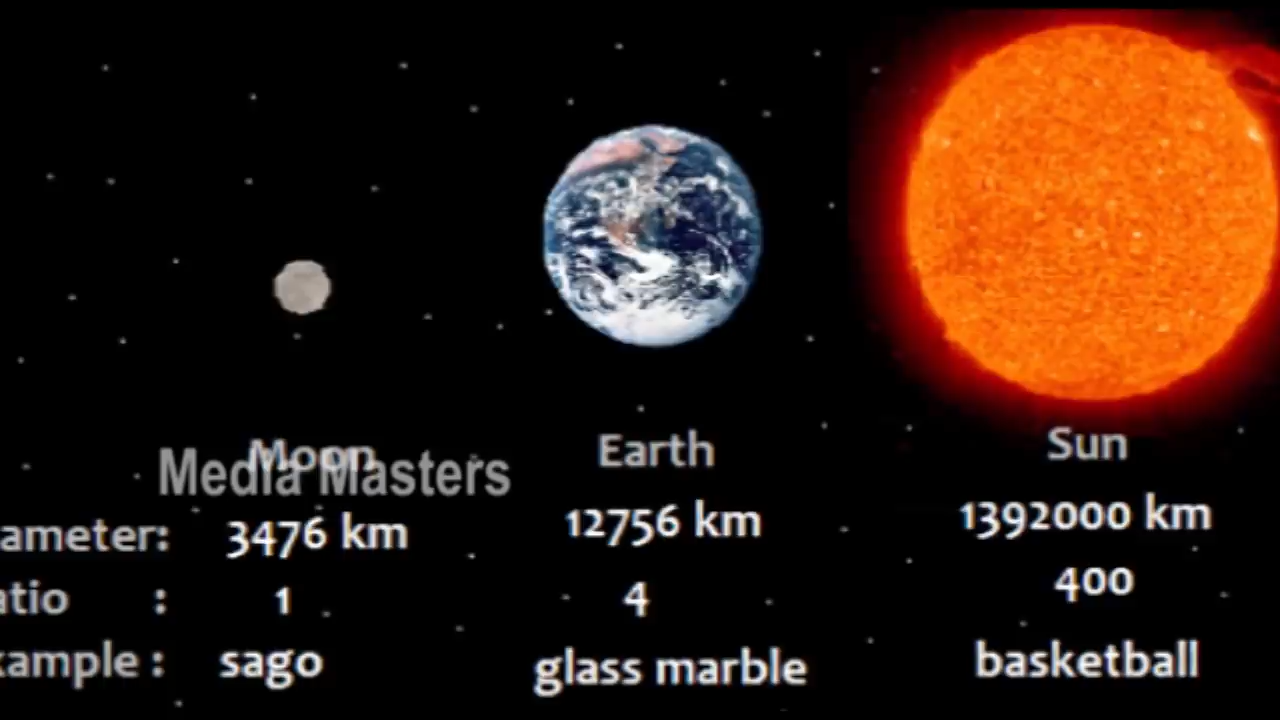 Moon Earth Sun
Media Masters
ameter: 3476 km 12756 km 1392000 km
atio : 1 4 400
xample : sago glass marble basketball